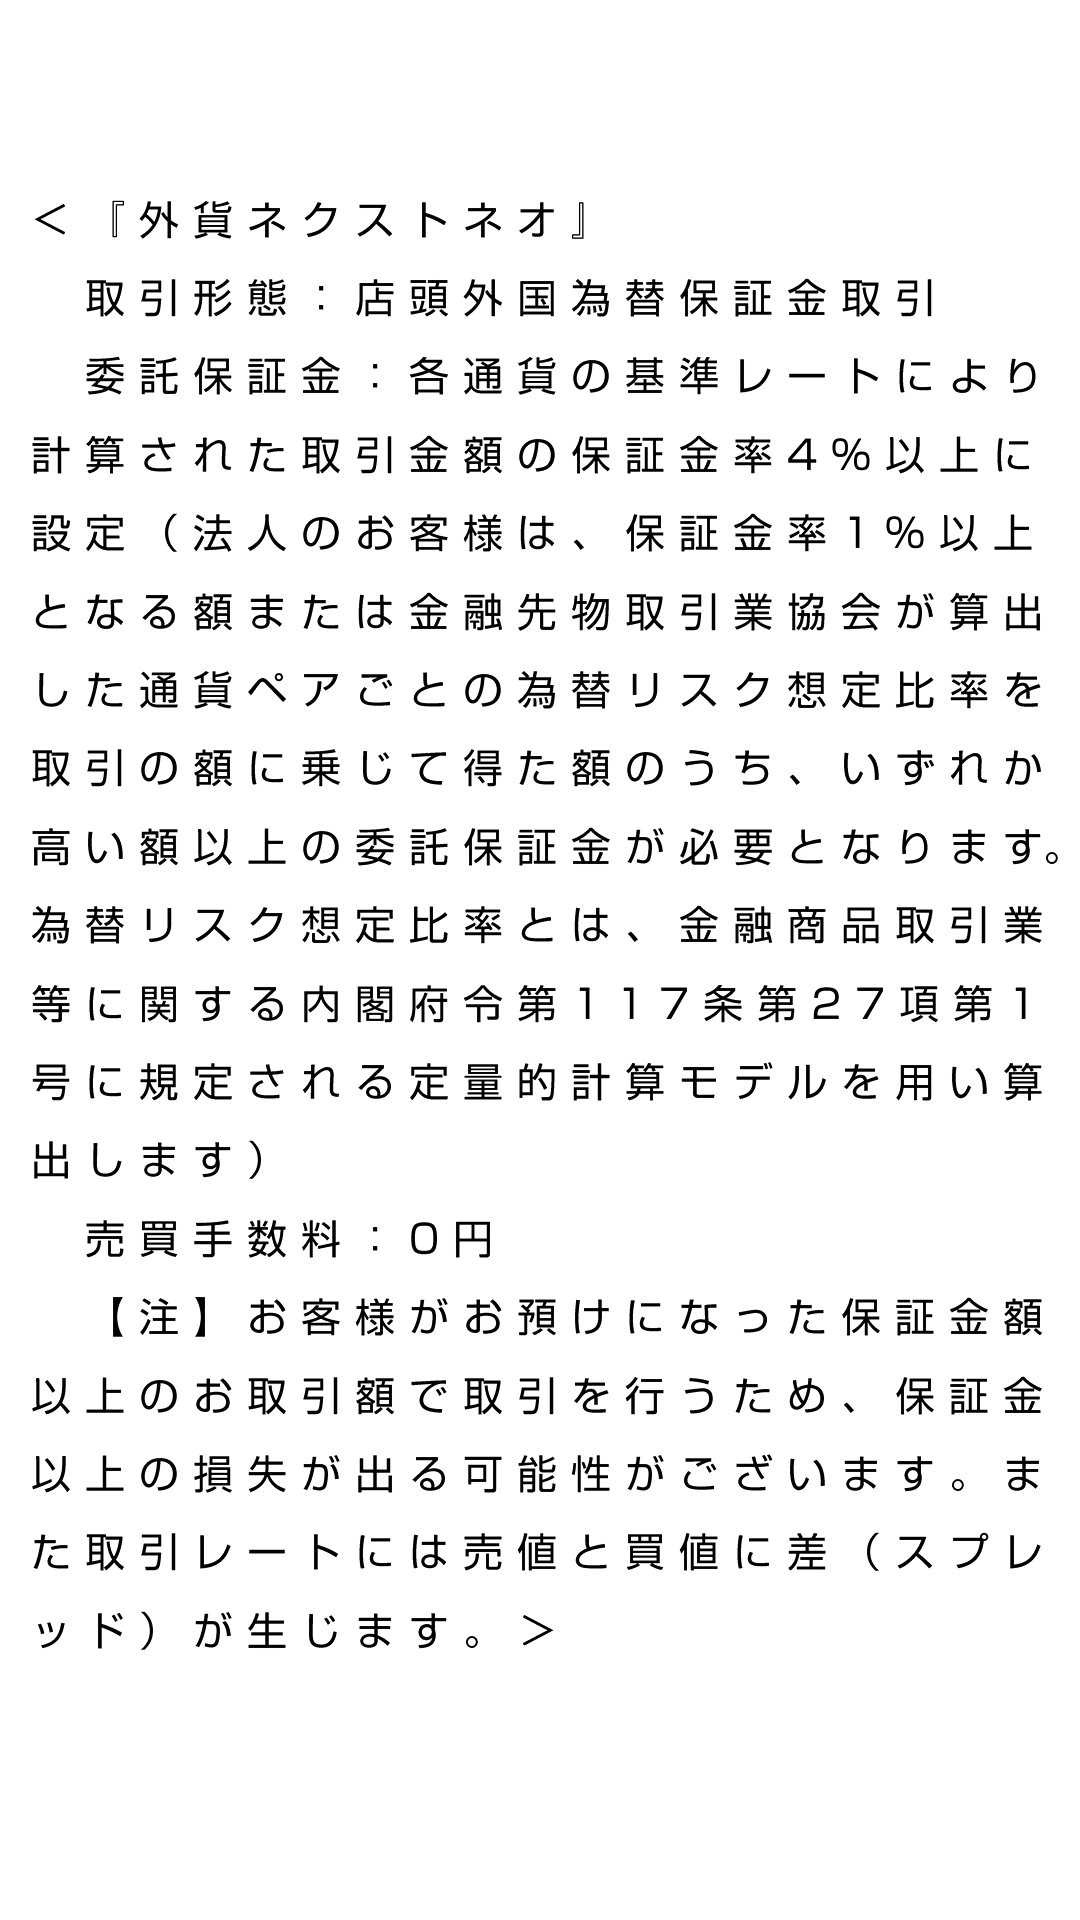 ＜『外貨ネクストネオ』
　取引形態：店頭外国為替保証金取引
　委託保証金：各通貨の基準レートにより
計算された取引金額の保証金率4％以上に
設定（法人のお客様は、保証金率1％以上
となる額または金融先物取引業協会が算出
した通貨ペアごとの為替リスク想定比率を
取引の額に乗じて得た額のうち、いずれか
高い額以上の委託保証金が必要となります。
為替リスク想定比率とは、金融商品取引業
等に関する内閣府令第117条第27項第1
号に規定される定量的計算モデルを用い算
出します）
　売買手数料：0円
　【注】お客様がお預けになった保証金額
以上のお取引額で取引を行うため、保証金
以上の損失が出る可能性がございます。ま
た取引レートには売値と買値に差（スプレ
ッド）が生じます。＞